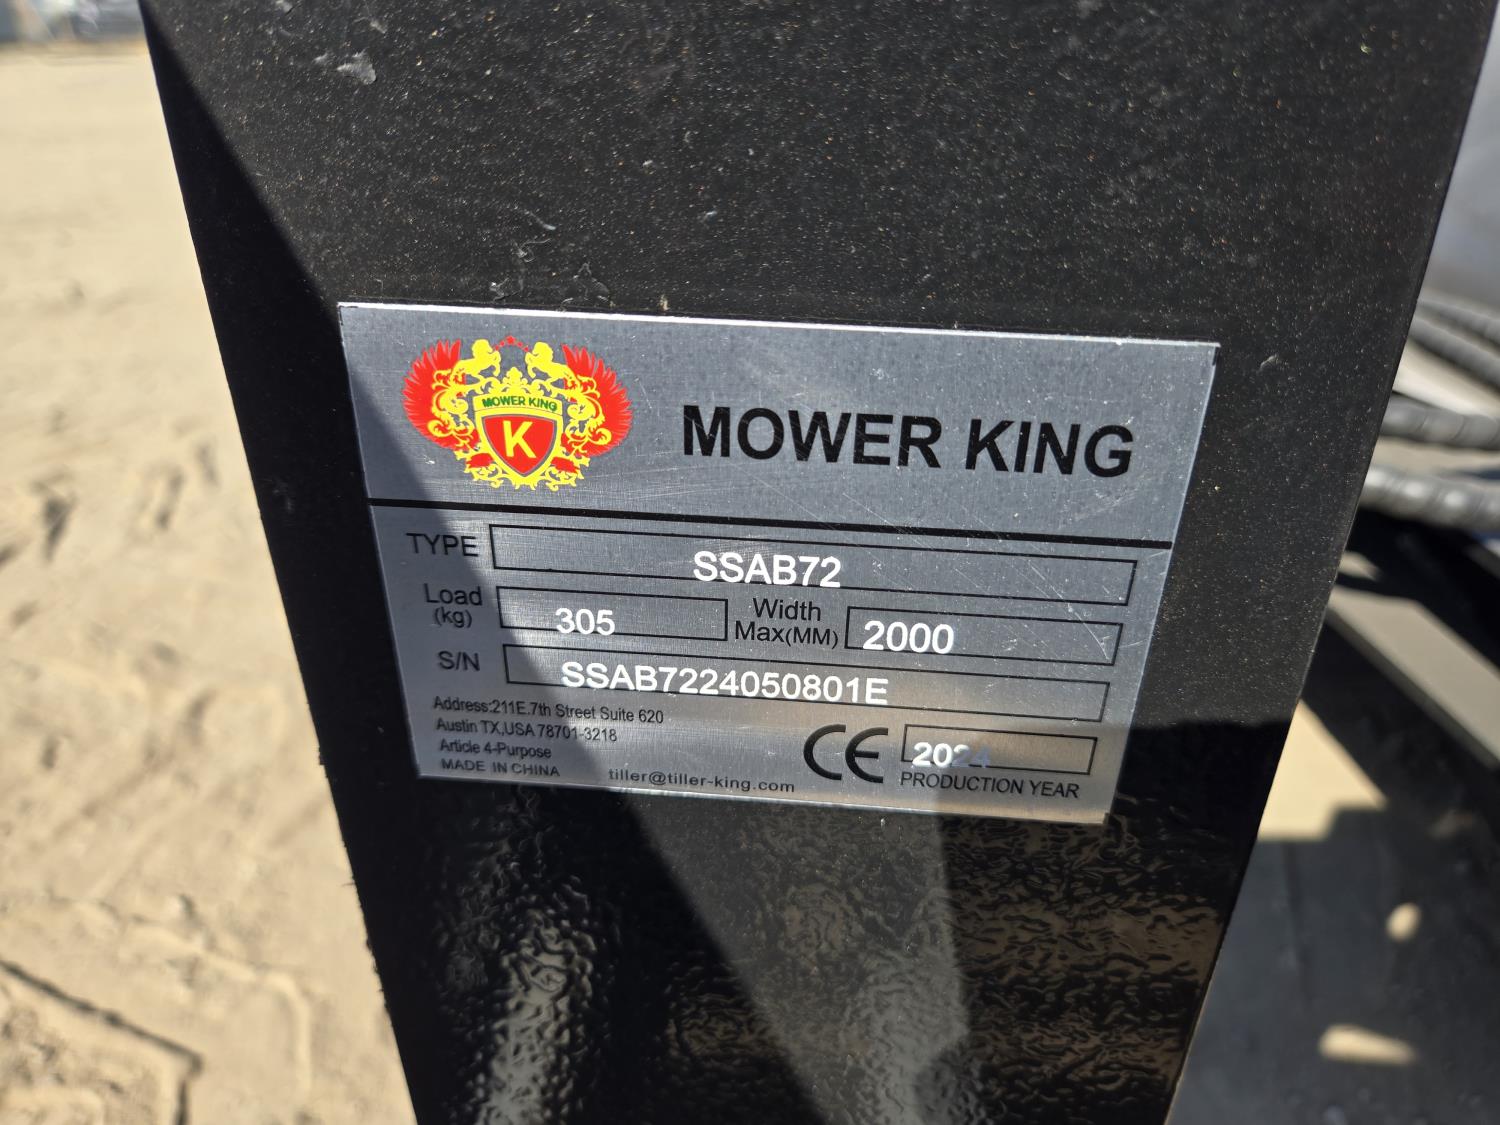 MOWER KING
K
MOWER KING
TYPE SSAB72
Load (kg) 305 Width Max(MM) 2000
S/N SSAB7224050801E
Address:211E.7th Street Suite 620
Austin TX,USA 78701-3218
Article 4-Purpose
MADE IN CHINA
tiller@tiller-king.com
CE
2024
PRODUCTION YEAR